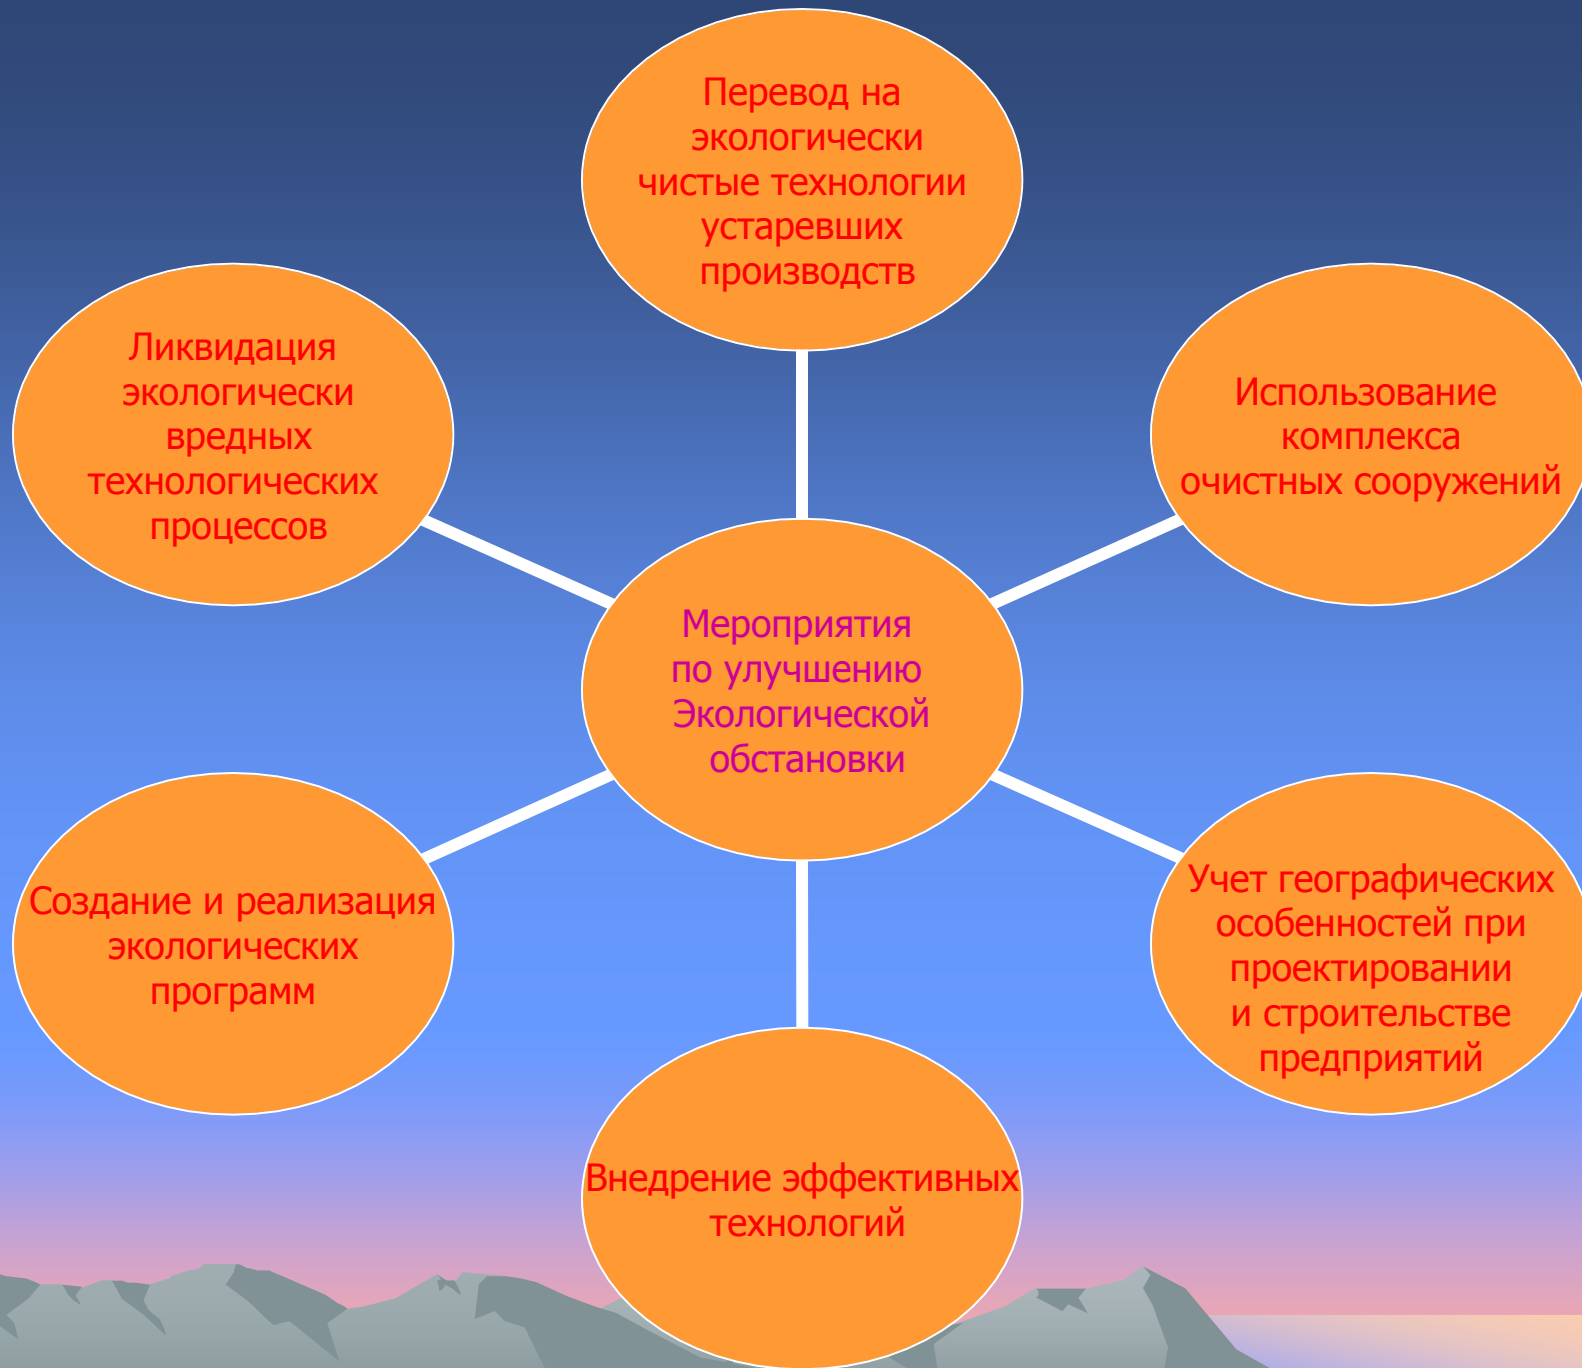 Перевод на
экологически
чистые технологии
устаревших
производств
Ликвидация
экологически
вредных
технологических
процессов
Использование
комплекса
очистных сооружений
Мероприятия
по улучшению
Экологической
обстановки
Создание и реализация
экологических
программ
Учет географических
особенностей при
проектировании
и строительстве
предприятий
Внедрение эффективных
технологий